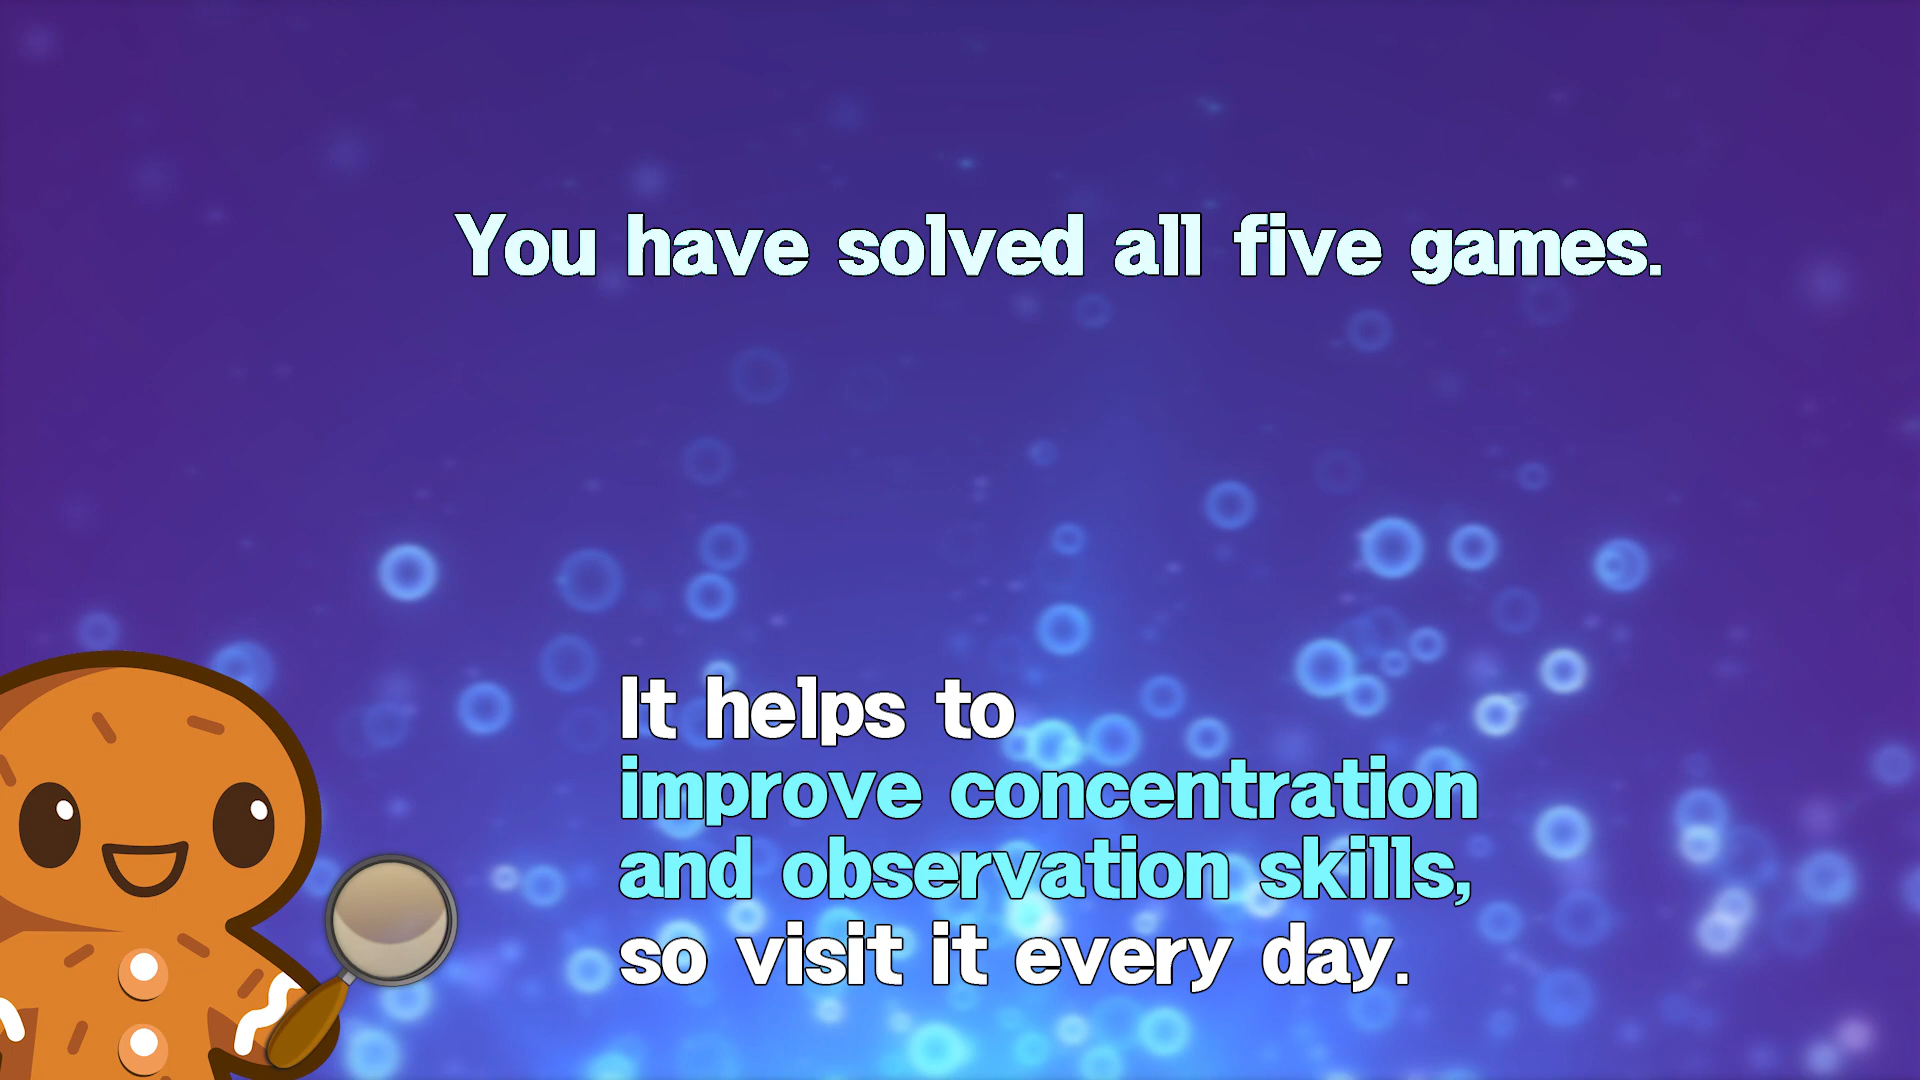 You have solved all five games.
It helps to
improve concentration
and observation skills,
so visit it every day.